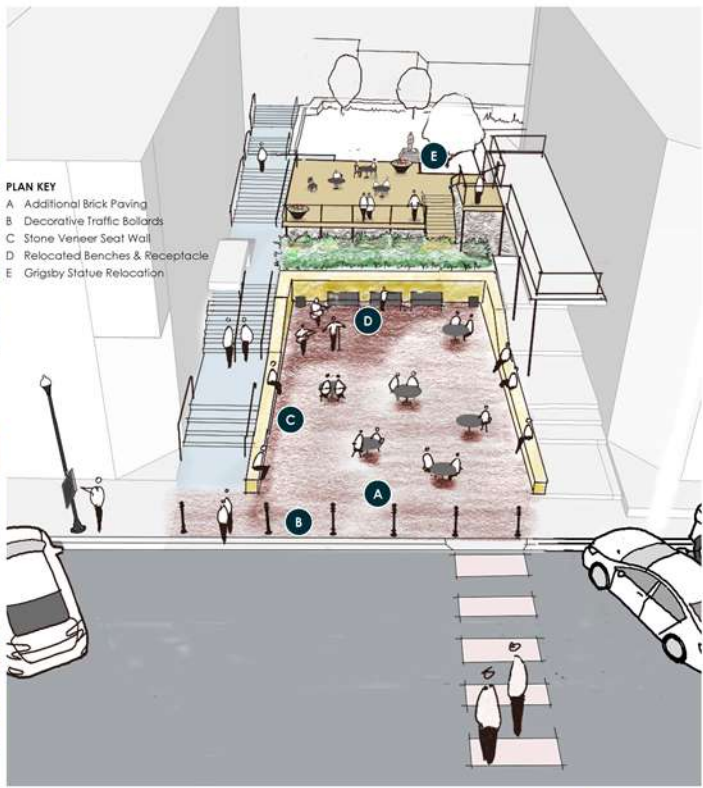 PLAN KEY
A Additional Brick Paving
B Decorative Traffic Bollards
C Stone Veneer Seat Wall
D Relocated Benches & Receptacle
E Grigsby Statue Relocation
E
D
C
A
B